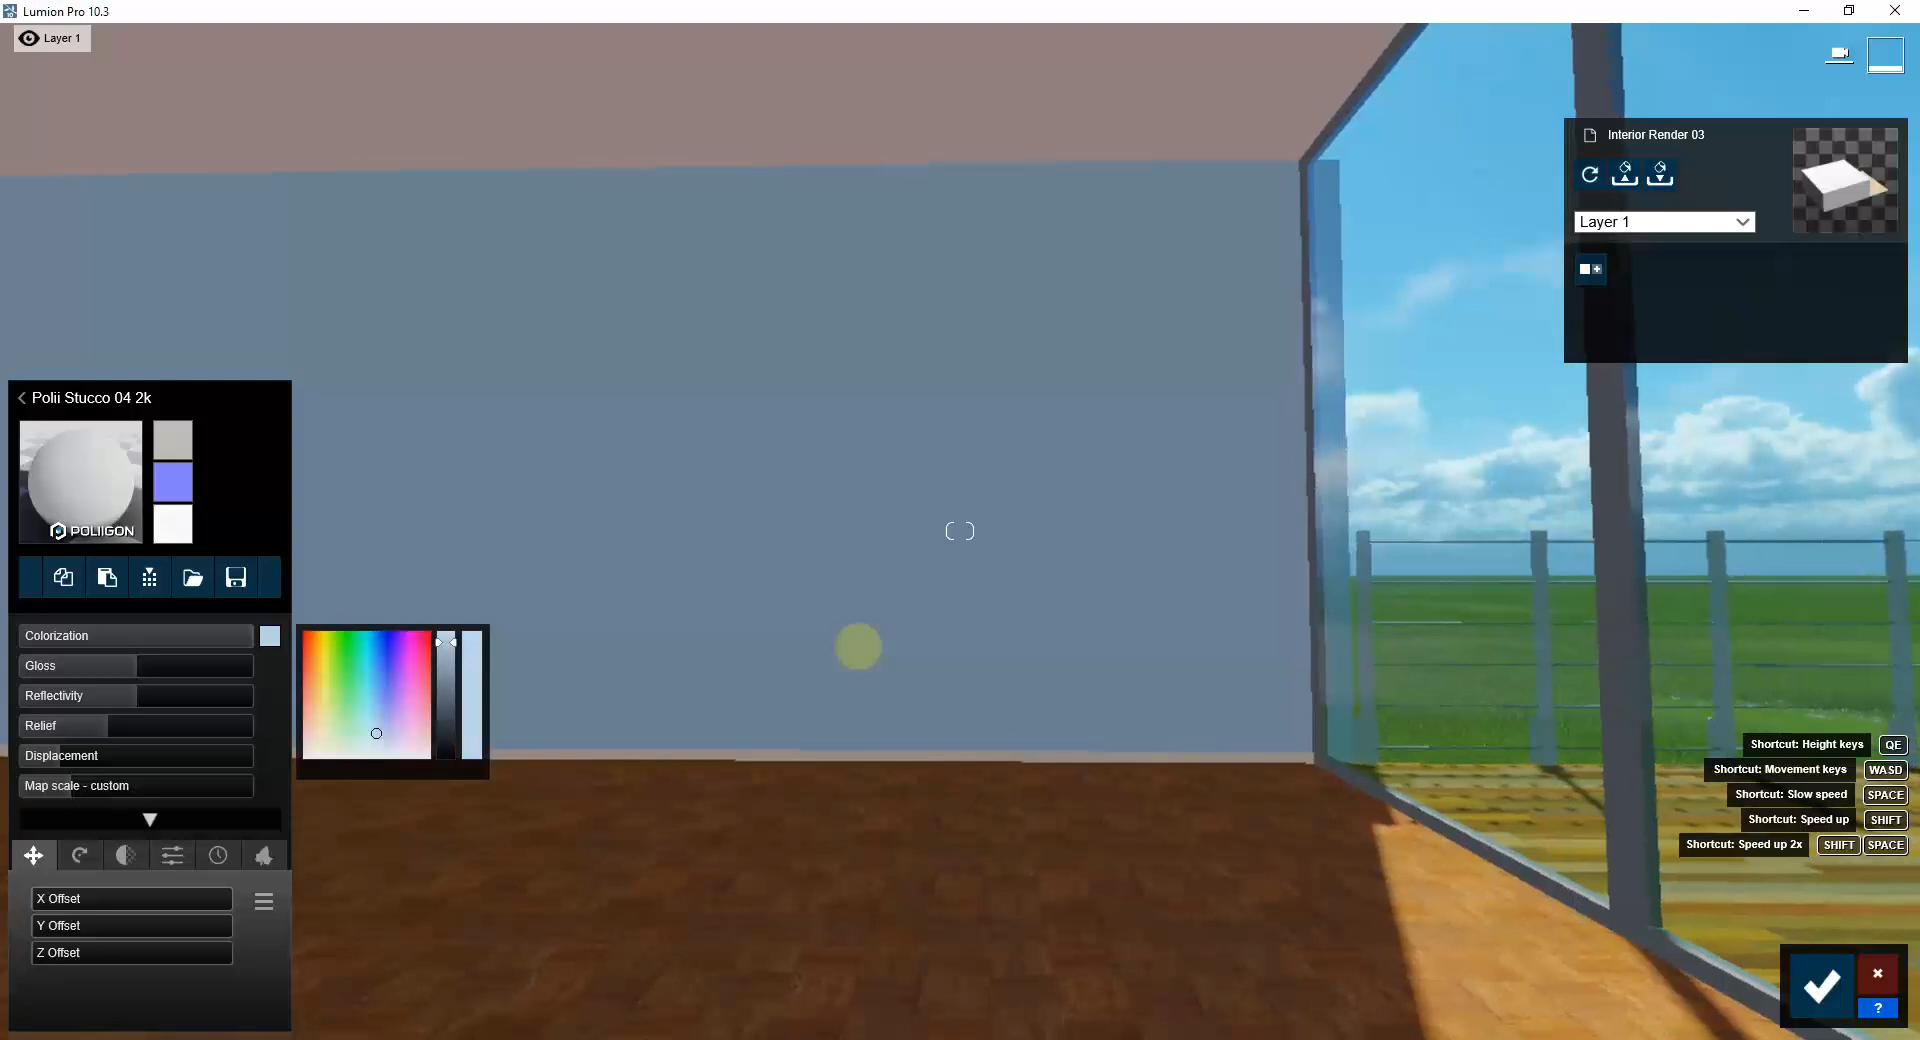 Lumion Pro 10.3
Layer 1
Interior Render 03
Layer 1
Polii Stucco 04 2k
POLIIGON
Colorization
Gloss
Reflectivity
Relief
Displacement
Map scale - custom
X Offset
Y Offset
Z Offset
Shortcut: Height keys QE
Shortcut: Movement keys WASD
Shortcut: Slow speed SPACE
Shortcut: Speed up SHIFT
Shortcut: Speed up 2x SHIFT SPACE
?